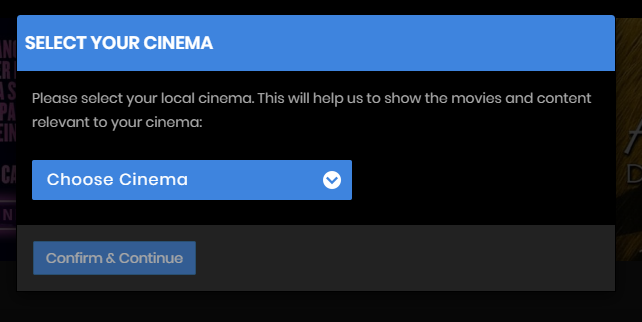 SELECT YOUR CINEMA
Please select your local cinema. This will help us to show the movies and content
relevant to your cinema:
Choose Cinema
Confirm & Continue